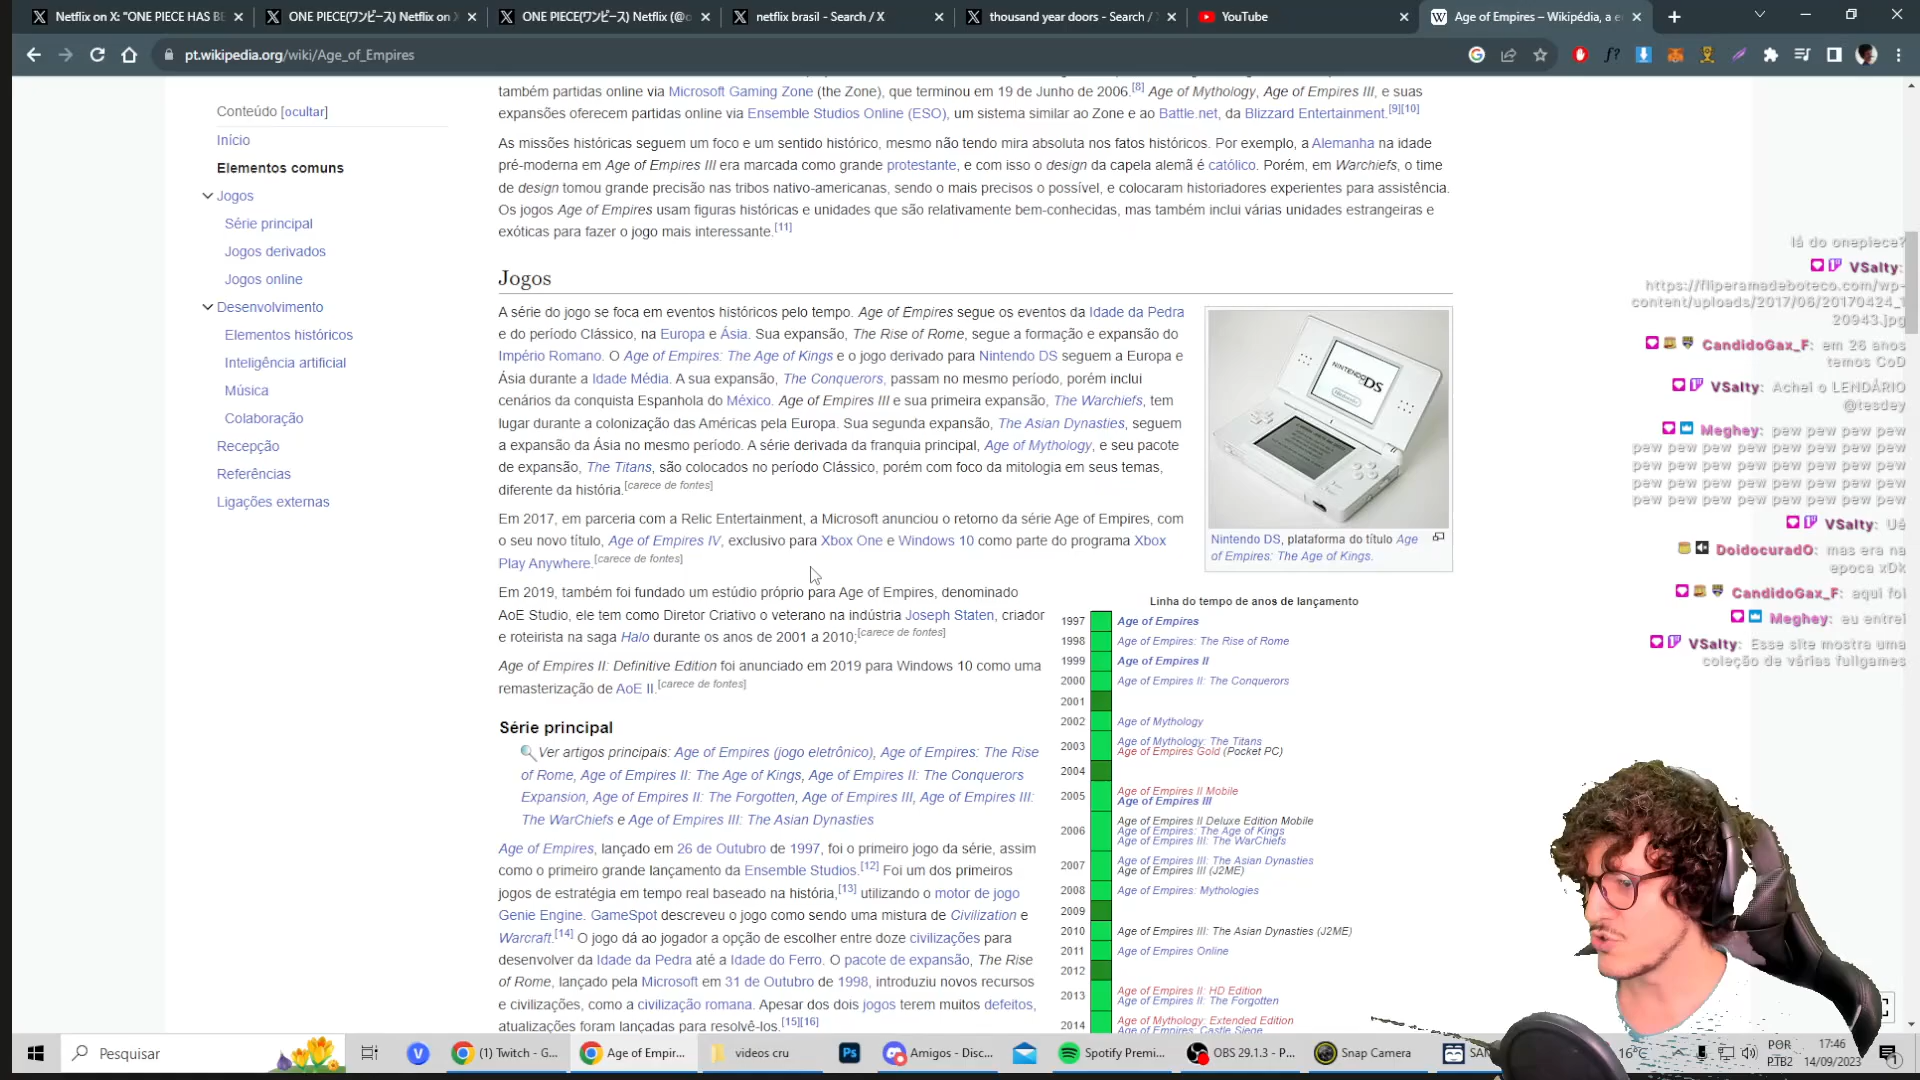 Netflix on X: "ONE PIECE HAS BE
ONE PIECE(ワンピース) Netflix on X
ONE PIECE(ワンピース) Netflix (@o
netflix brasil - Search / X
thousand year doors - Search /
YouTube
Age of Empires – Wikipédia, a e
pt.wikipedia.org/wiki/Age_of_Empires
Conteúdo [ocultar]
Início
Elementos comuns
Jogos
Série principal
Jogos derivados
Jogos online
Desenvolvimento
Elementos históricos
Inteligência artificial
Música
Colaboração
Recepção
Referências
Ligações externas
também partidas online via Microsoft Gaming Zone (the Zone), que terminou em 19 de Junho de 2006.[8] Age of Mythology, Age of Empires III, e suas
expansões oferecem partidas online via Ensemble Studios Online (ESO), um sistema similar ao Zone e ao Battle.net, da Blizzard Entertainment.[9][10]
As missões históricas seguem um foco e um sentido histórico, mesmo não tendo mira absoluta nos fatos históricos. Por exemplo, a Alemanha na idade
pré-moderna em Age of Empires III era marcada como grande protestante, e com isso o design da capela alemã é católico. Porém, em Warchiefs, o time
de design tomou grande precisão nas tribos nativo-americanas, sendo o mais precisos o possível, e colocaram historiadores experientes para assistência.
Os jogos Age of Empires usam figuras históricas e unidades que são relativamente bem-conhecidas, mas também inclui várias unidades estrangeiras e
exóticas para fazer o jogo mais interessante.[11]
Jogos
A série do jogo se foca em eventos históricos pelo tempo. Age of Empires segue os eventos da Idade da Pedra
e do período Clássico, na Europa e Ásia. Sua expansão, The Rise of Rome, segue a formação e expansão do
Império Romano. O Age of Empires: The Age of Kings e o jogo derivado para Nintendo DS seguem a Europa e
Ásia durante a Idade Média. A sua expansão, The Conquerors, passam no mesmo período, porém inclui
cenários da conquista Espanhola do México. Age of Empires III e sua primeira expansão, The Warchiefs, tem
lugar durante a colonização das Américas pela Europa. Sua segunda expansão, The Asian Dynasties, seguem
a expansão da Ásia no mesmo período. A série derivada da franquia principal, Age of Mythology, e seu pacote
de expansão, The Titans, são colocados no período Clássico, porém com foco da mitologia em seus temas,
diferente da história.[carece de fontes]
Em 2017, em parceria com a Relic Entertainment, a Microsoft anunciou o retorno da série Age of Empires, com
o seu novo título, Age of Empires IV, exclusivo para Xbox One e Windows 10 como parte do programa Xbox
Play Anywhere.[carece de fontes]
Em 2019, também foi fundado um estúdio próprio para Age of Empires, denominado
AoE Studio, ele tem como Diretor Criativo o veterano na indústria Joseph Staten, criador
e roteirista na saga Halo durante os anos de 2001 a 2010;[carece de fontes]
Age of Empires II: Definitive Edition foi anunciado em 2019 para Windows 10 como uma
remasterização de AoE II.[carece de fontes]
Série principal
Ver artigos principais: Age of Empires (jogo eletrônico), Age of Empires: The Rise
of Rome, Age of Empires II: The Age of Kings, Age of Empires II: The Conquerors
Expansion, Age of Empires II: The Forgotten, Age of Empires III, Age of Empires III:
The WarChiefs e Age of Empires III: The Asian Dynasties
Age of Empires, lançado em 26 de Outubro de 1997, foi o primeiro jogo da série, assim
como o primeiro grande lançamento da Ensemble Studios.[12] Foi um dos primeiros
jogos de estratégia em tempo real baseado na história,[13] utilizando o motor de jogo
Genie Engine. GameSpot descreveu o jogo como sendo uma mistura de Civilization e
Warcraft.[14] O jogo dá ao jogador a opção de escolher entre doze civilizações para
desenvolver da Idade da Pedra até a Idade do Ferro. O pacote de expansão, The Rise
of Rome, lançado pela Microsoft em 31 de Outubro de 1998, introduziu novos recursos
e civilizações, como a civilização romana. Apesar dos dois jogos terem muitos defeitos,
atualizações foram lançadas para resolvê-los.[15][16]
NINTENDO DS
Nintendo
Nintendo DS, plataforma do título Age
of Empires: The Age of Kings.
Linha do tempo de anos de lançamento
1997 Age of Empires
1998 Age of Empires: The Rise of Rome
1999 Age of Empires II
2000 Age of Empires II: The Conquerors
2001
2002 Age of Mythology
2003 Age of Mythology: The Titans
Age of Empires Gold (Pocket PC)
2004
2005 Age of Empires II Mobile
Age of Empires III
2006 Age of Empires II Deluxe Edition Mobile
Age of Empires: The Age of Kings
Age of Empires III: The WarChiefs
2007 Age of Empires III: The Asian Dynasties
Age of Empires III (J2ME)
2008 Age of Empires: Mythologies
2009
2010 Age of Empires III: The Asian Dynasties (J2ME)
2011 Age of Empires Online
2012
2013 Age of Empires II: HD Edition
Age of Empires II: The Forgotten
2014 Age of Mythology: Extended Edition
Age of Empires: Castle Siege
lá do onepiece?
VSalty:
https://fliperamadeboteco.com/wp-
content/uploads/2017/06/20170424_1
20943.jpg
CandidoGax_F: em 26 anos
temos CoD
VSalty: Achei o LENDÁRIO
@tesdey
Meghey: pew pew pew pew
pew pew pew pew pew pew pew pew
pew pew pew pew pew pew pew pew
pew pew pew pew pew pew pew pew
pew pew pew pew pew pew pew pew
VSalty: Ué
DoidocuradO: mas era na
epoca xDk
CandidoGax_F: aqui foi
Meghey: eu entrei
VSalty: Esse site mostra uma
coleção de várias fullgames
Pesquisar
(1) Twitch - G...
Age of Empir...
videos cru
Ps
Amigos - Disc...
Spotify Premi...
OBS 29.1.3 - P...
Snap Camera
16°C
POR
PTB2
17:46
14/09/2023